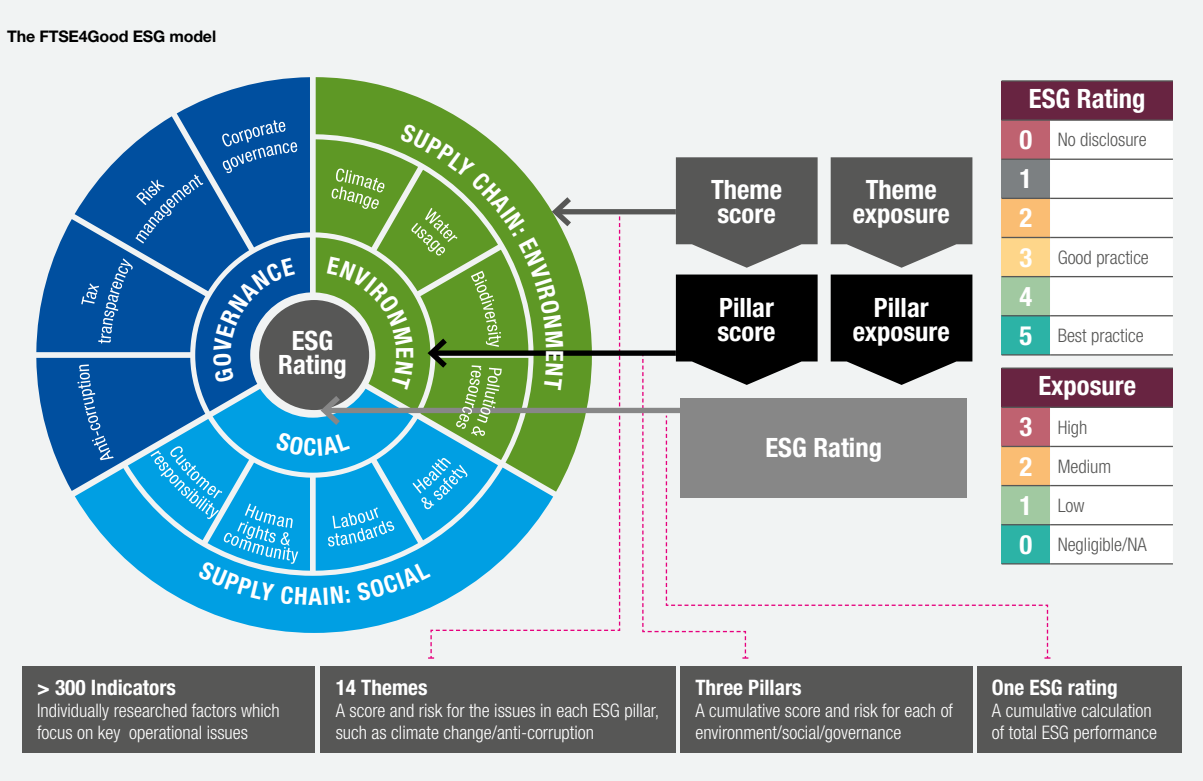 The FTSE4Good ESG model
Corporate
governance
Risk
management
Tax
transparency
Anti-corruption
GOVERNANCE
SUPPLY CHAIN: ENVIRONMENT
Climate
change
Water
usage
Biodiversity
Pollution &
resources
ENVIRONMENT
ESG
Rating
SOCIAL
Customer
responsibility
Human
rights &
community
Labour
standards
Health
& safety
SUPPLY CHAIN: SOCIAL
Theme
score
Theme
exposure
Pillar
score
Pillar
exposure
ESG Rating
ESG Rating
0 No disclosure
1
2
3 Good practice
4
5 Best practice
Exposure
3 High
2 Medium
1 Low
0 Negligible/NA
> 300 Indicators
Individually researched factors which
focus on key operational issues
14 Themes
A score and risk for the issues in each ESG pillar,
such as climate change/anti-corruption
Three Pillars
A cumulative score and risk for each of
environment/social/governance
One ESG rating
A cumulative calculation
of total ESG performance